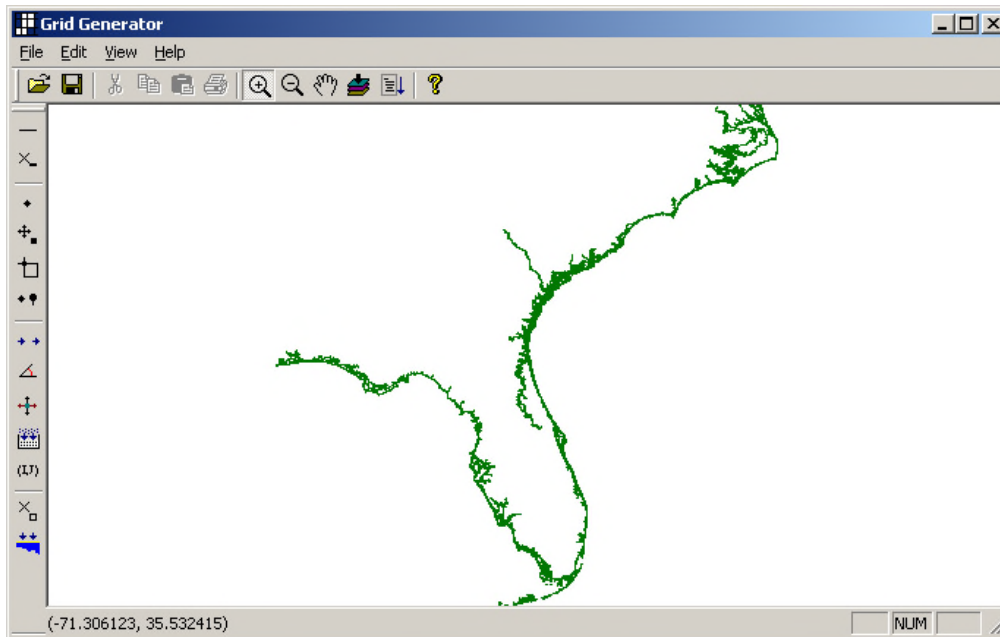 Grid Generator
File Edit View Help
(I,J)
(-71.306123, 35.532415)
NUM